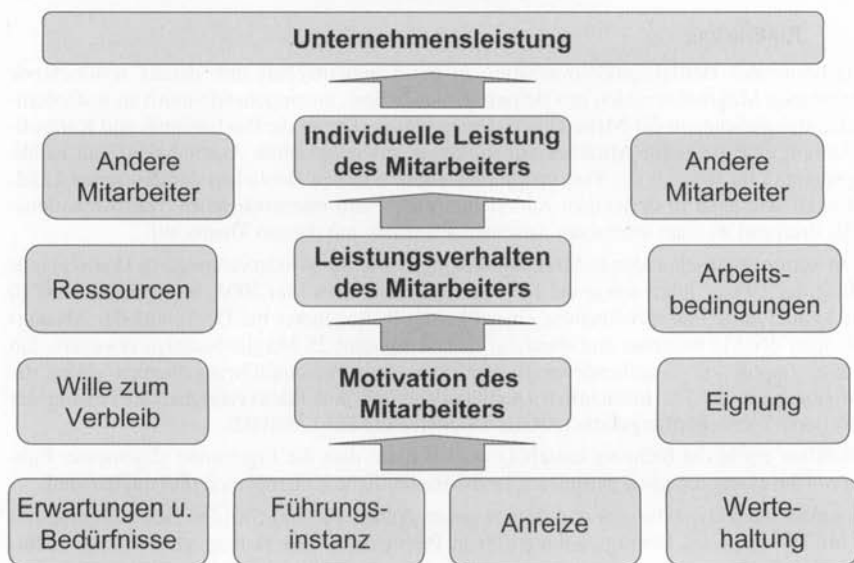 Unternehmensleistung
Andere
Mitarbeiter
Individuelle Leistung
des Mitarbeiters
Andere
Mitarbeiter
Ressourcen
Leistungsverhalten
des Mitarbeiters
Arbeits-
bedingungen
Wille zum
Verbleib
Motivation des
Mitarbeiters
Eignung
Erwartungen u.
Bedürfnisse
Führungs-
instanz
Anreize
Werte-
haltung